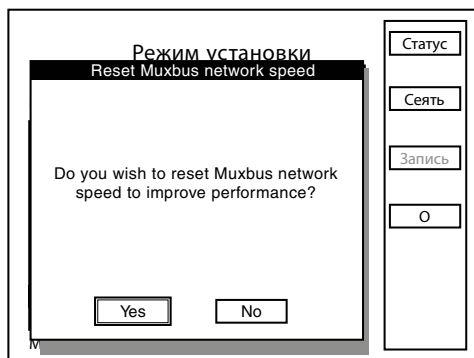 Режим установки
Reset Muxbus network speed
Do you wish to reset Muxbus network
speed to improve performance?
Yes
No
Статус
Сеять
Запись
О